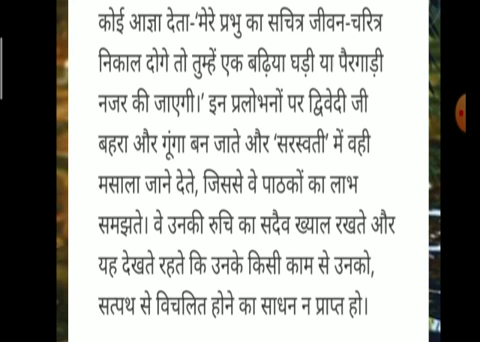 कोई आज्ञा देता-'मेरे प्रभु का सचित्र जीवन-चरित्र
निकाल दोगे तो तुम्हें एक बढ़िया घड़ी या पैरगाड़ी
नजर की जाएगी।' इन प्रलोभनों पर द्विवेदी जी
बहरा और गूंगा बन जाते और 'सरस्वती' में वही
मसाला जाने देते, जिससे वे पाठकों का लाभ
समझते। वे उनकी रुचि का सदैव ख्याल रखते और
यह देखते रहते कि उनके किसी काम से उनको,
सत्पथ से विचलित होने का साधन न प्राप्त हो।